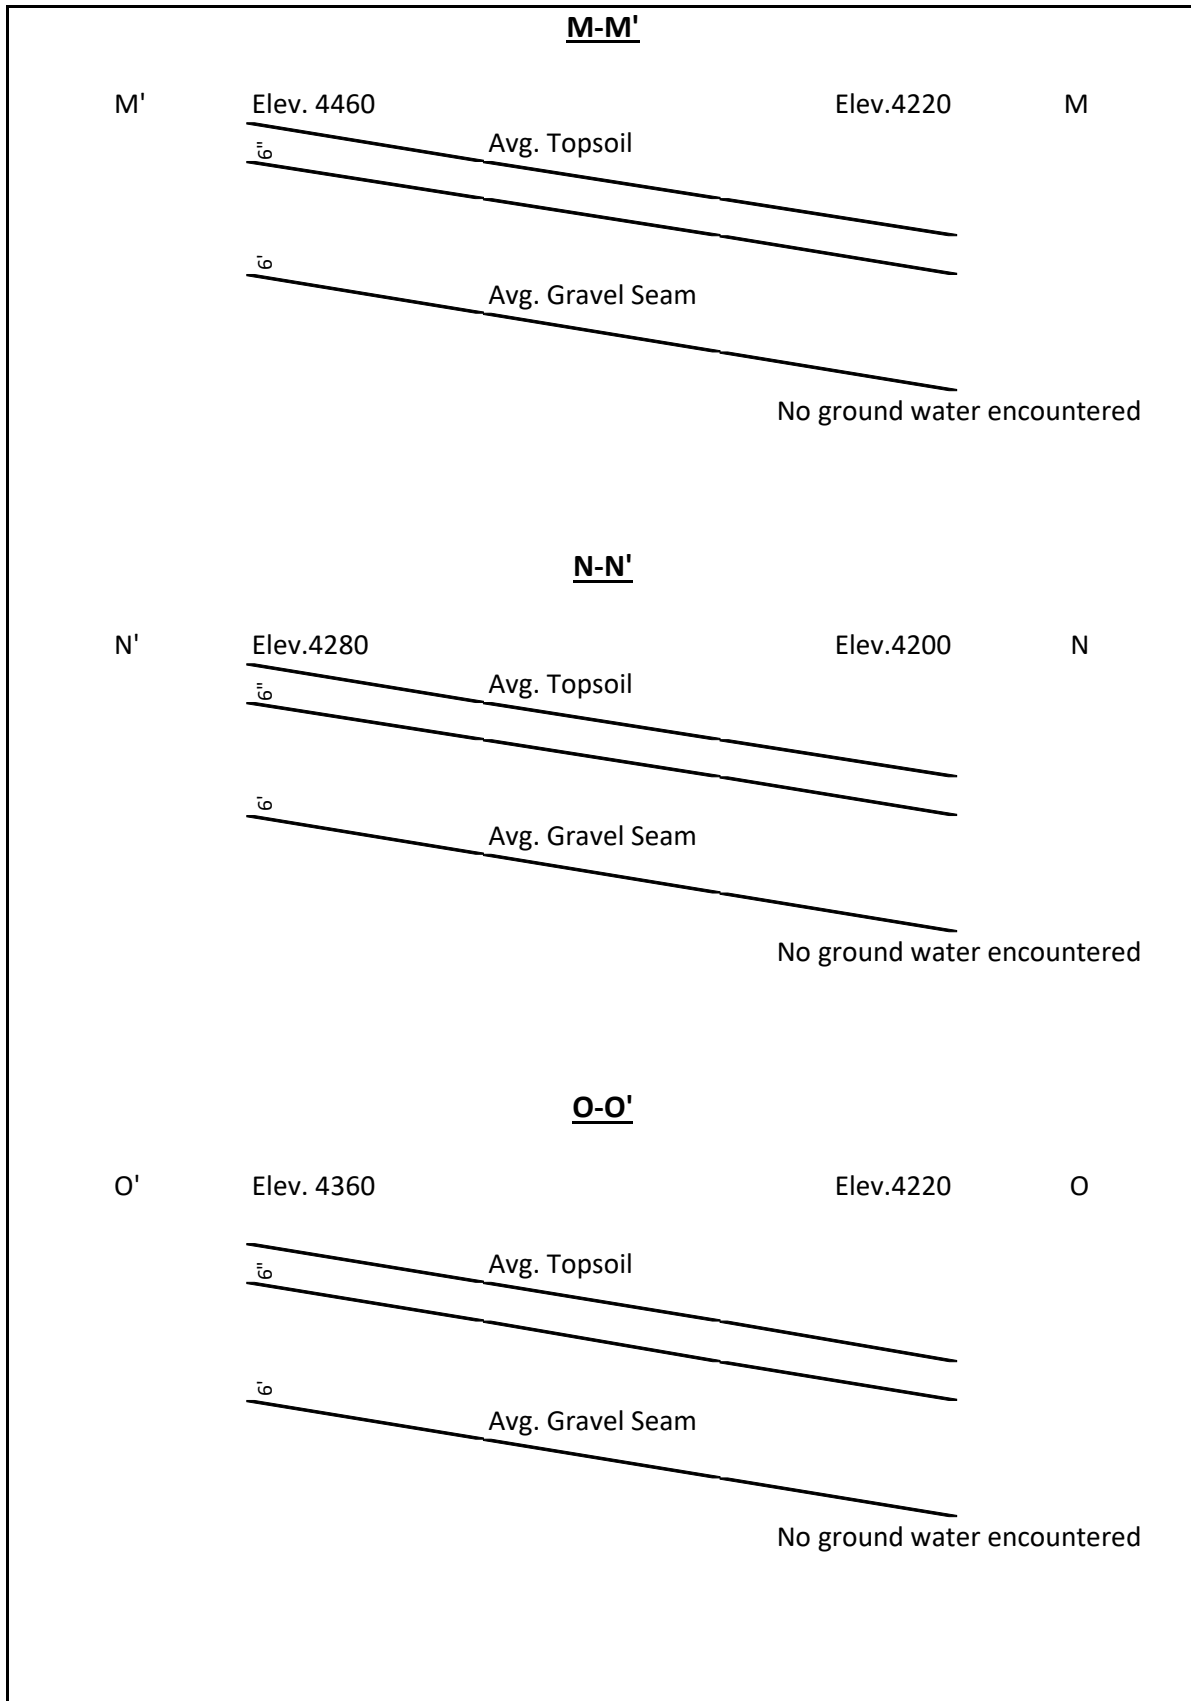 M-M'
M' Elev. 4460 Elev.4220 M
Avg. Topsoil
6"
6'
Avg. Gravel Seam
No ground water encountered
N-N'
N' Elev.4280 Elev.4200 N
Avg. Topsoil
6"
6'
Avg. Gravel Seam
No ground water encountered
O-O'
O' Elev. 4360 Elev.4220 O
Avg. Topsoil
6"
6'
Avg. Gravel Seam
No ground water encountered